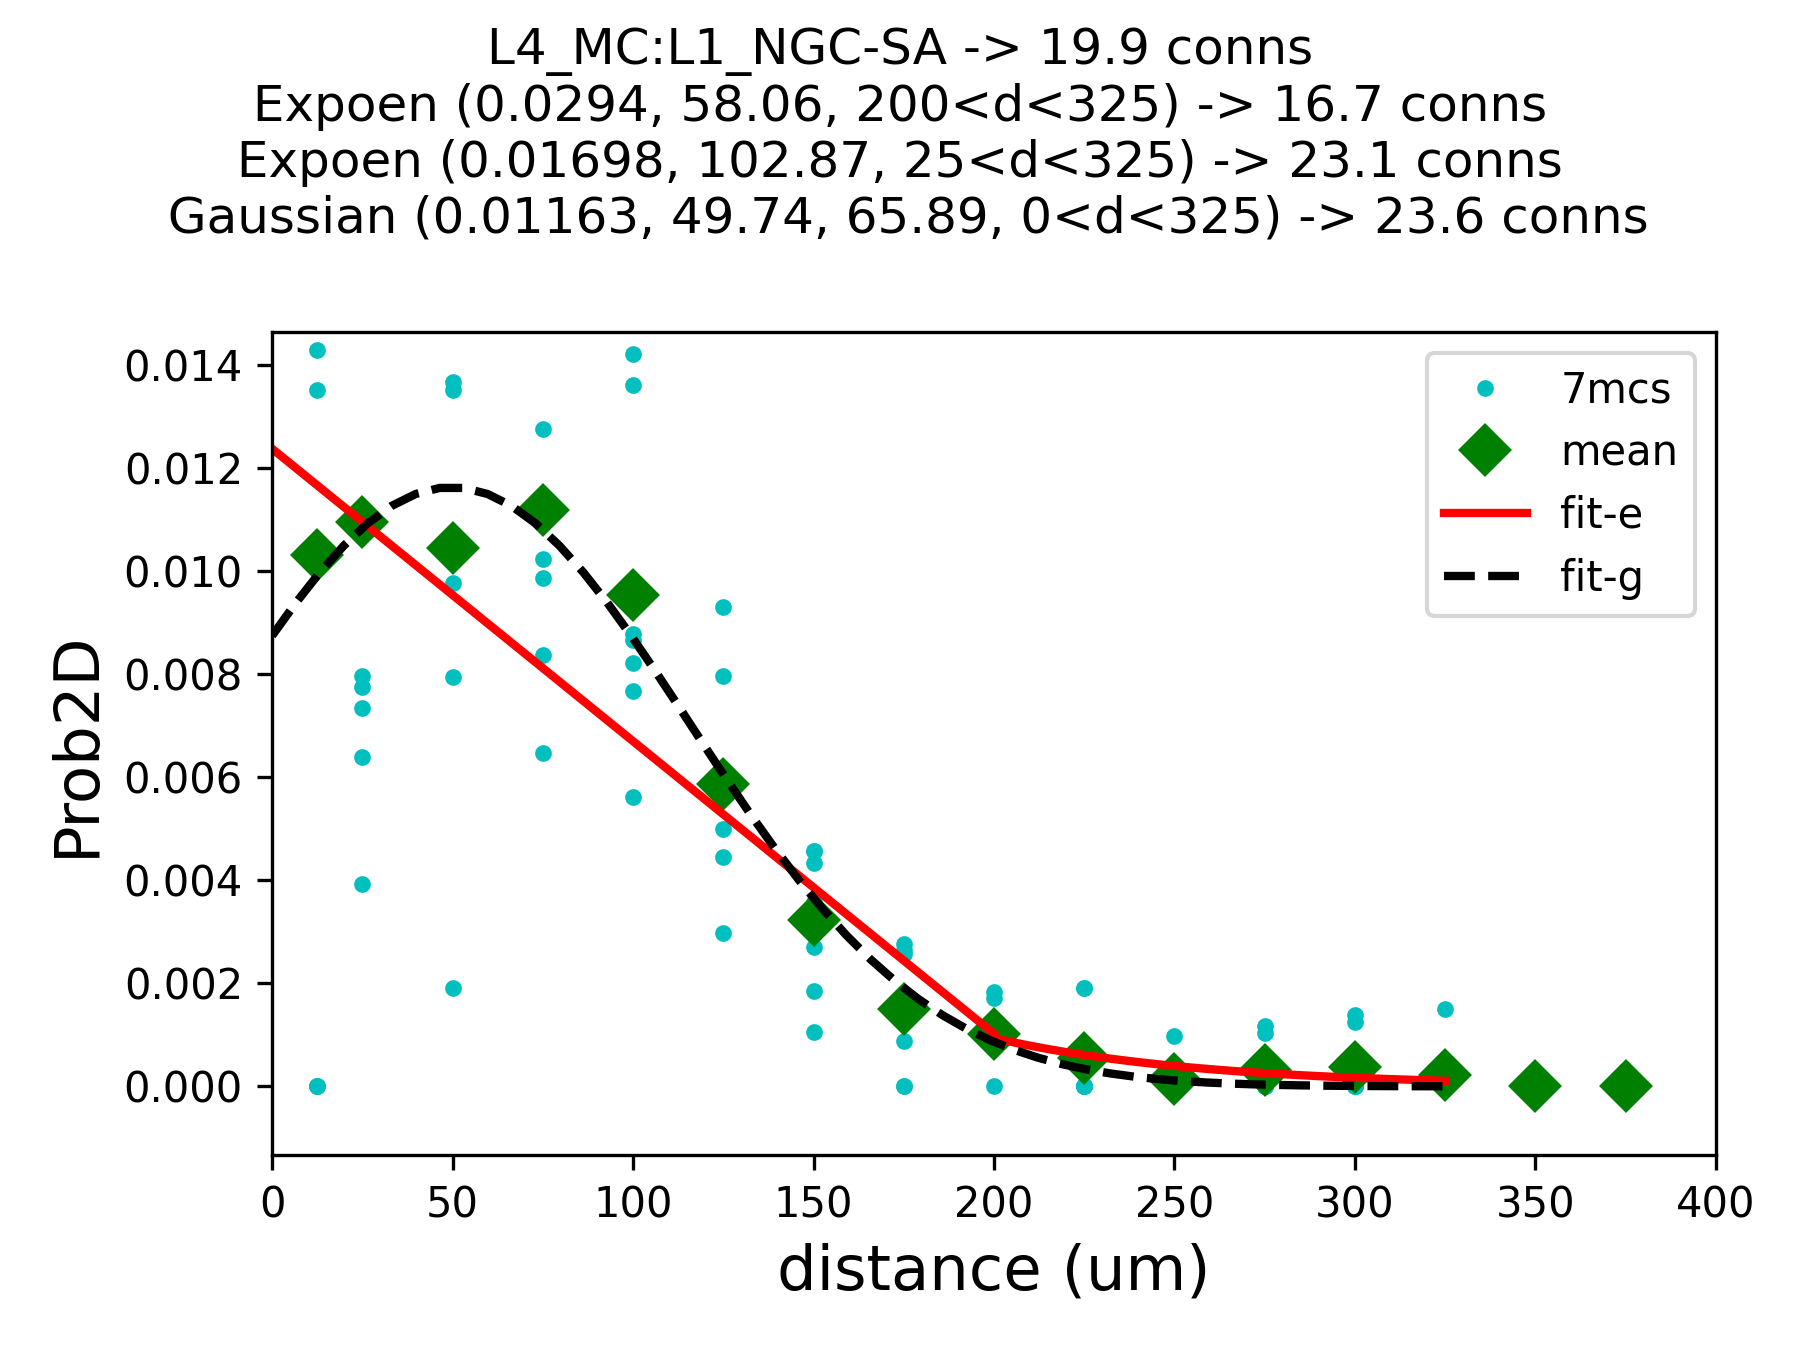 L4_MC:L1_NGC-SA -> 19.9 conns
Expoen (0.0294, 58.06, 200<d<325) -> 16.7 conns
Expoen (0.01698, 102.87, 25<d<325) -> 23.1 conns
Gaussian (0.01163, 49.74, 65.89, 0<d<325) -> 23.6 conns
0.014
0.012
0.010
0.008
0.006
0.004
0.002
0.000
Prob2D
7mcs
mean
fit-e
fit-g
0 50 100 150 200 250 300 350 400
distance (um)